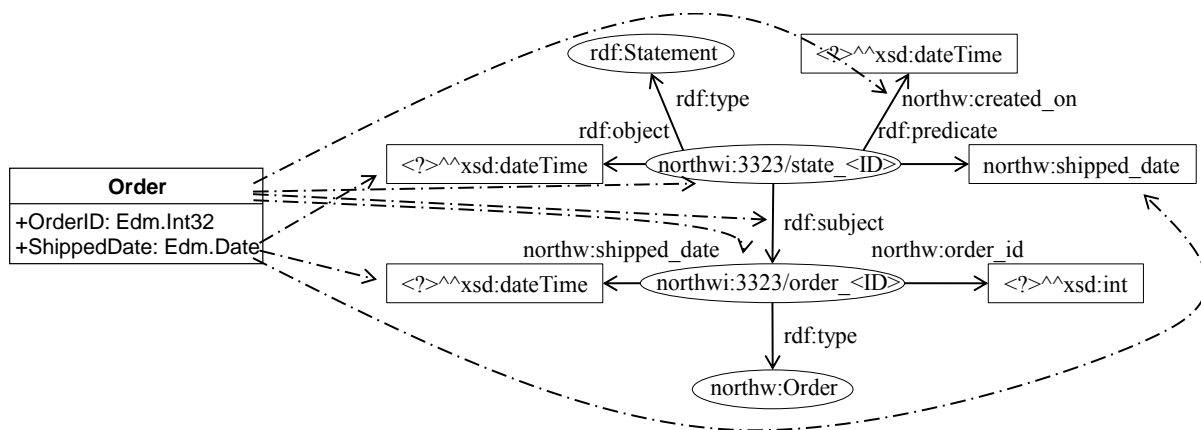 rdf:Statement
<?>^^xsd:dateTime
rdf:type
northw:created_on
rdf:object
rdf:predicate
<?>^^xsd:dateTime
northwi:3323/state_<ID>
northw:shipped_date
Order
+OrderID: Edm.Int32
+ShippedDate: Edm.Date
rdf:subject
northw:shipped_date
northw:order_id
<?>^^xsd:dateTime
northwi:3323/order_<ID>
<?>^^xsd:int
rdf:type
northw:Order